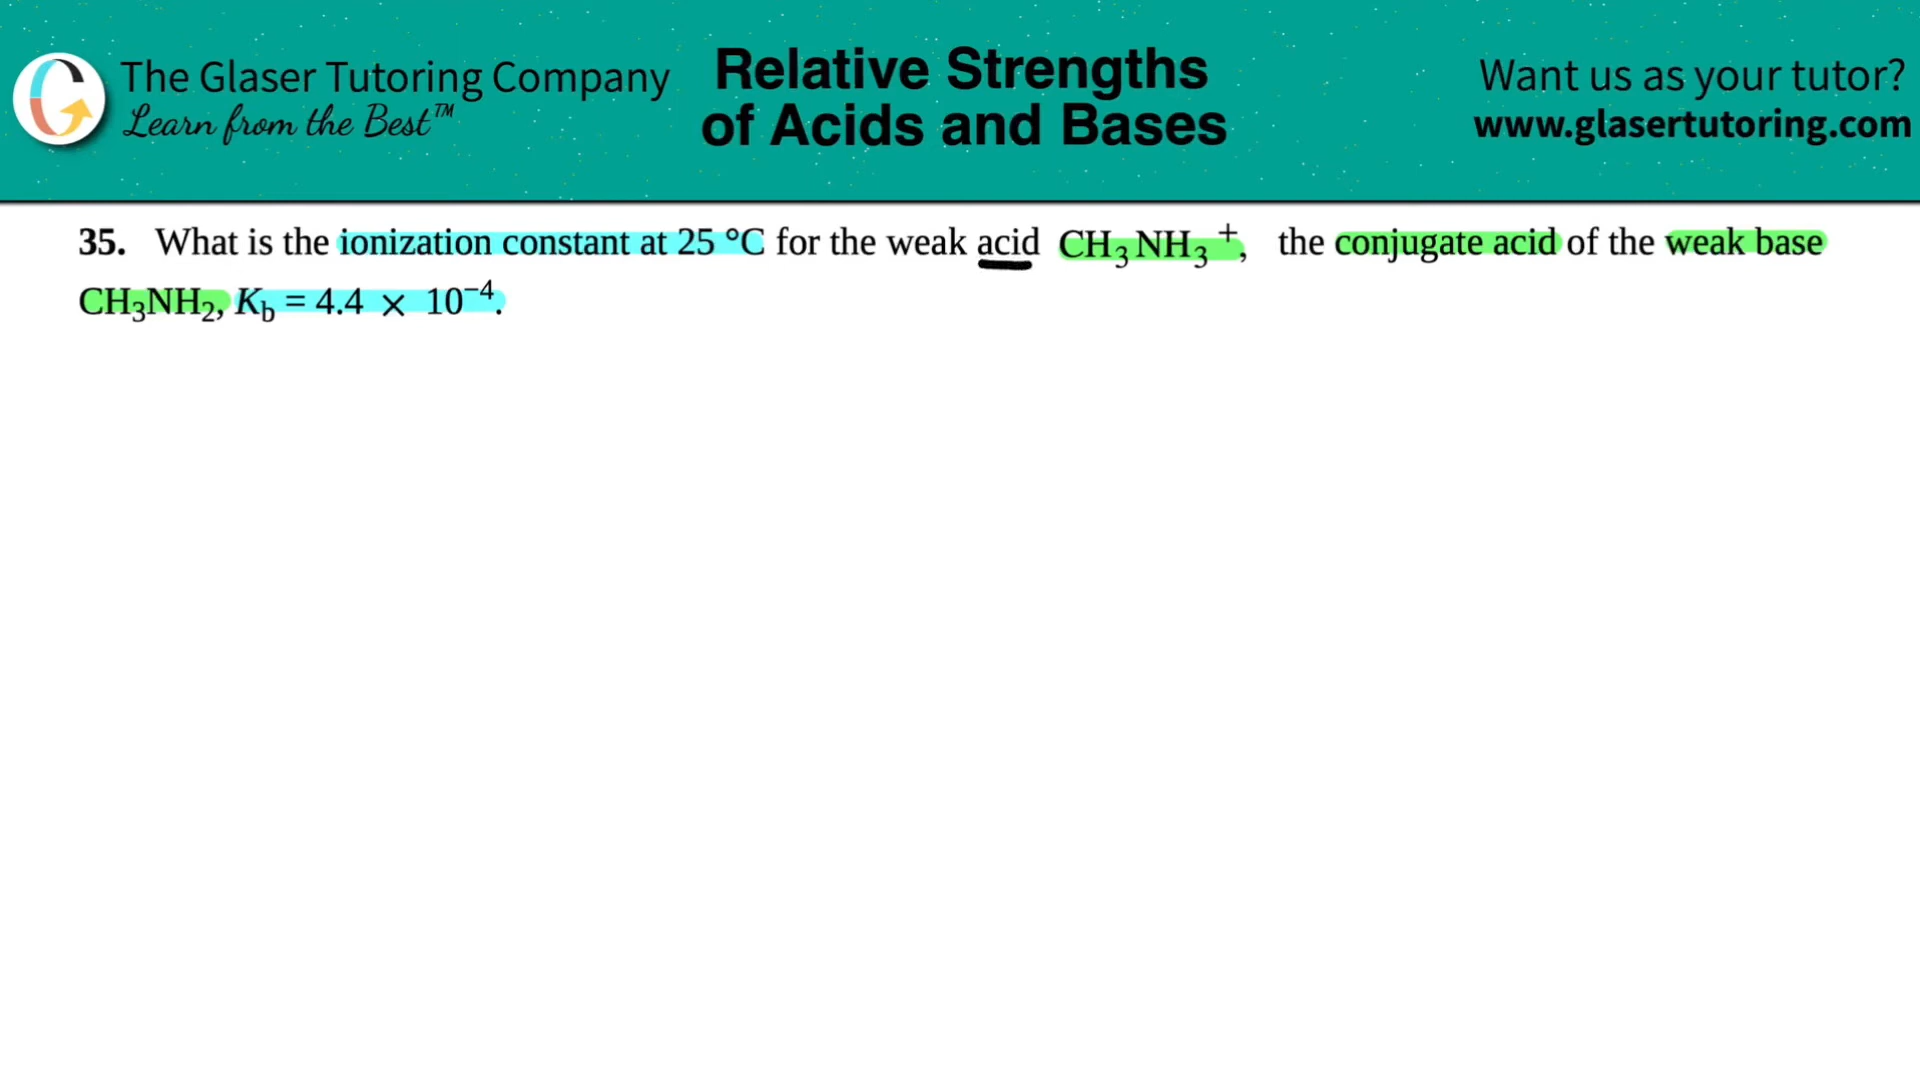 The Glaser Tutoring Company
Learn from the Best™
Relative Strengths
of Acids and Bases
Want us as your tutor?
www.glasertutoring.com
35. What is the ionization constant at 25 °C for the weak acid CH₃NH₃⁺, the conjugate acid of the weak base
CH₃NH₂, K_b = 4.4 × 10⁻⁴.